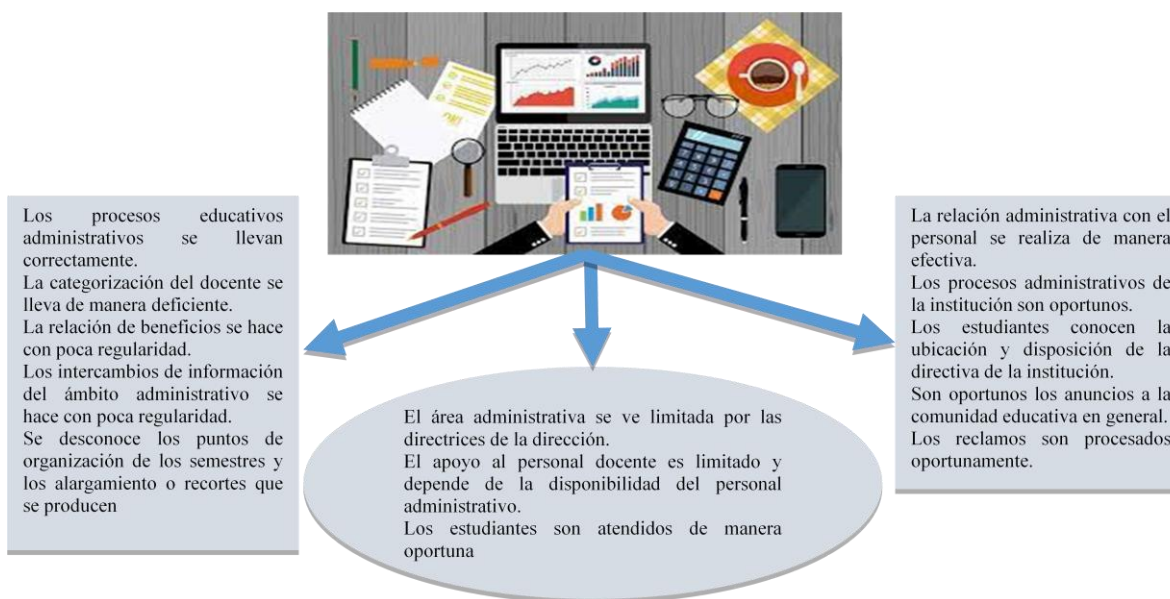 Los procesos educativos
administrativos se llevan
correctamente.
La categorización del docente se
lleva de manera deficiente.
La relación de beneficios se hace
con poca regularidad.
Los intercambios de información
del ámbito administrativo se
hace con poca regularidad.
Se desconoce los puntos de
organización de los semestres y
los alargamiento o recortes que
se producen
El área administrativa se ve limitada por las
directrices de la dirección.
El apoyo al personal docente es limitado y
depende de la disponibilidad del personal
administrativo.
Los estudiantes son atendidos de manera
oportuna
La relación administrativa con el
personal se realiza de manera
efectiva.
Los procesos administrativos de
la institución son oportunos.
Los estudiantes conocen la
ubicación y disposición de la
directiva de la institución.
Son oportunos los anuncios a la
comunidad educativa en general.
Los reclamos son procesados
oportunamente.